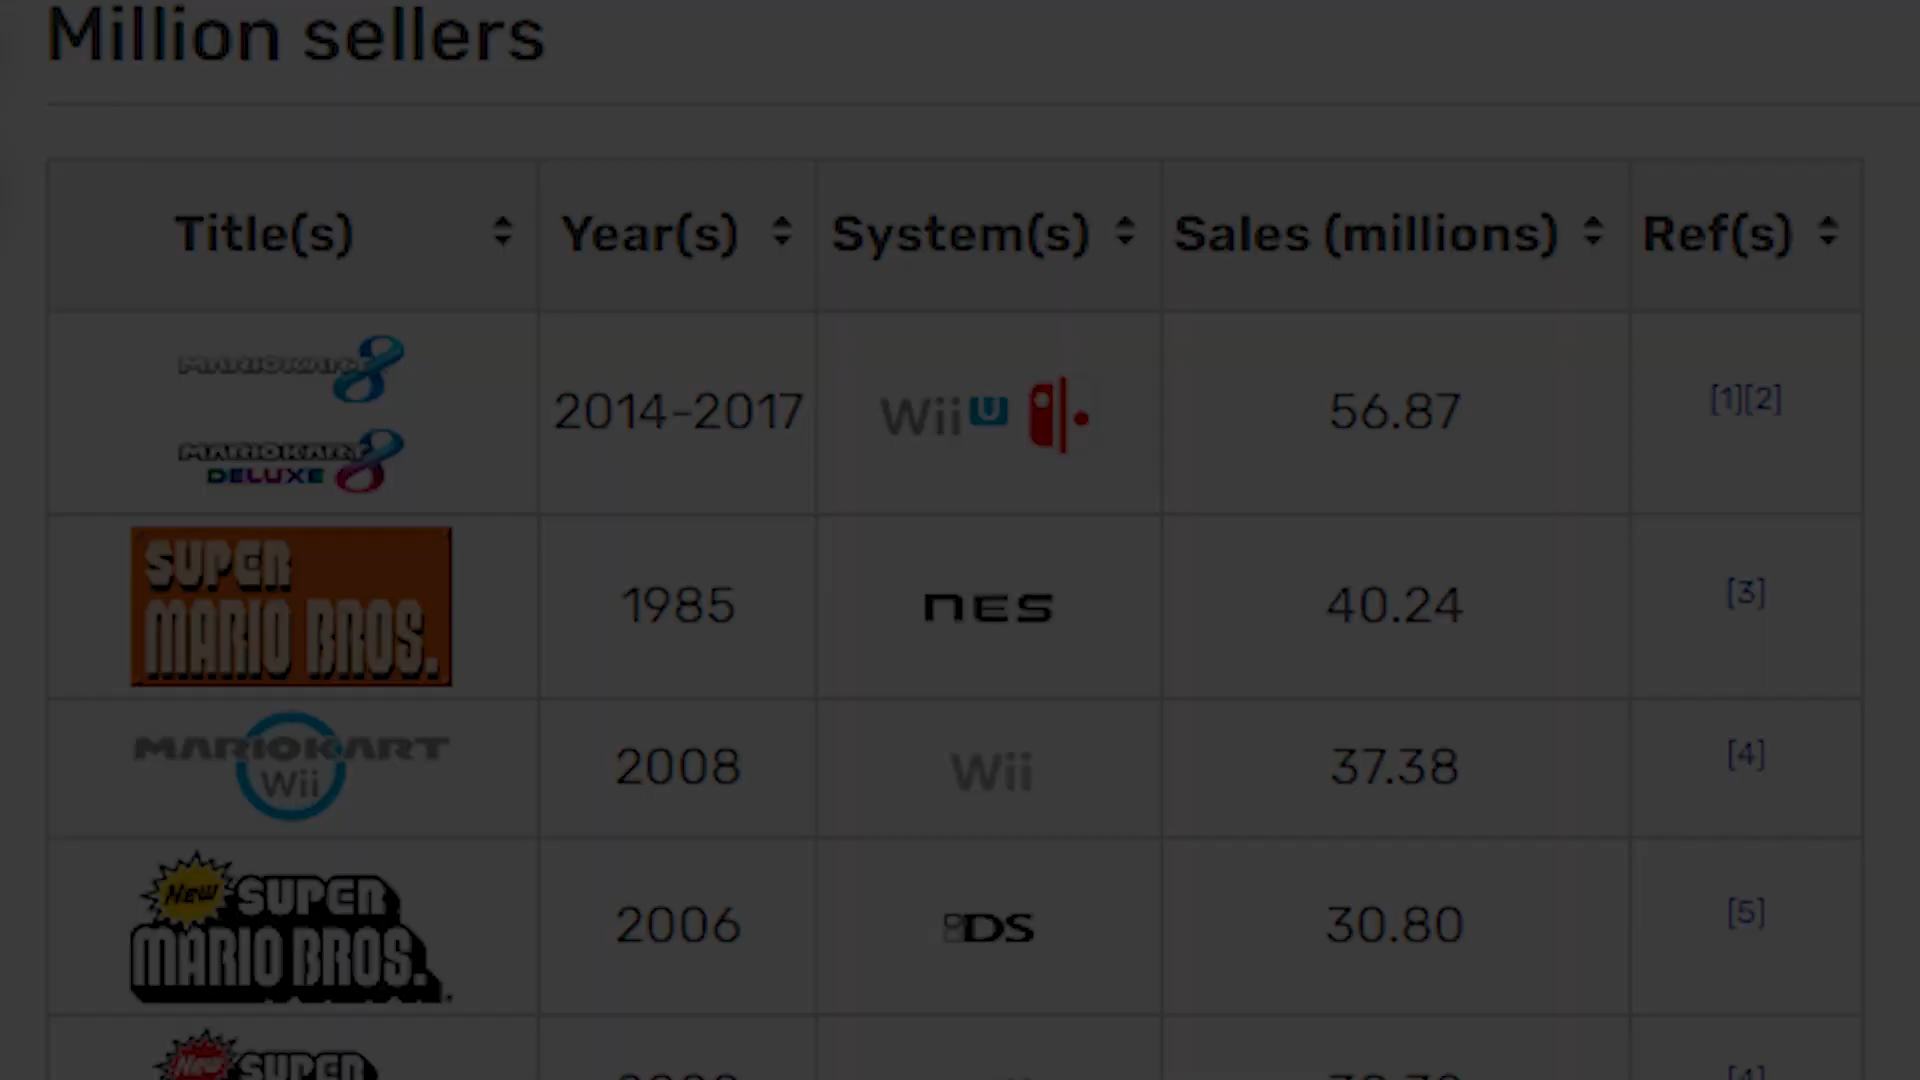 Million sellers
Title(s) Year(s) System(s) Sales (millions) Ref(s)
MARIOKART 8
MARIOKART 8
DELUXE
2014-2017 Wii U 56.87 [1][2]
SUPER
MARIO BROS.
1985 NES 40.24 [3]
MARIOKART
Wii
2008 Wii 37.38 [4]
New SUPER
MARIO BROS.
2006 DS 30.80 [5]
New SUPER